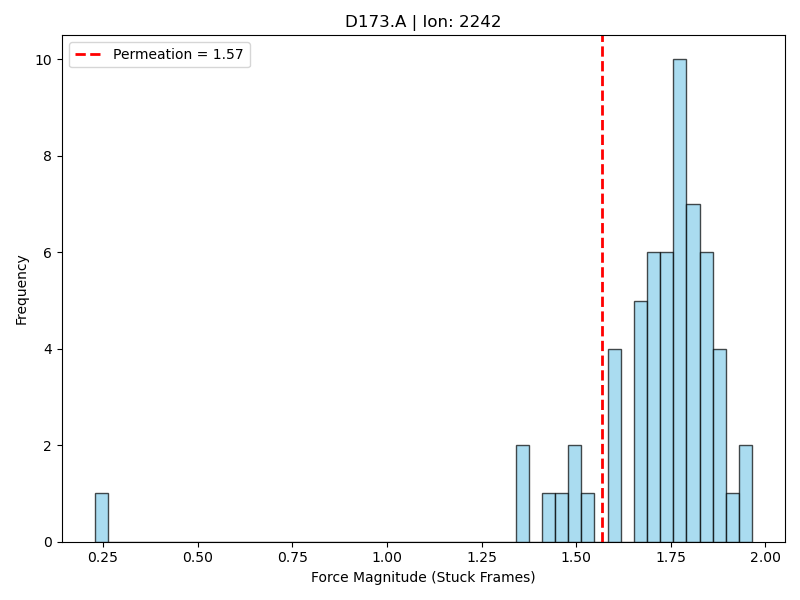 D173.A | Ion: 2242
Permeation = 1.57
Frequency
10
8
6
4
2
0
0.25 0.50 0.75 1.00 1.25 1.50 1.75 2.00
Force Magnitude (Stuck Frames)